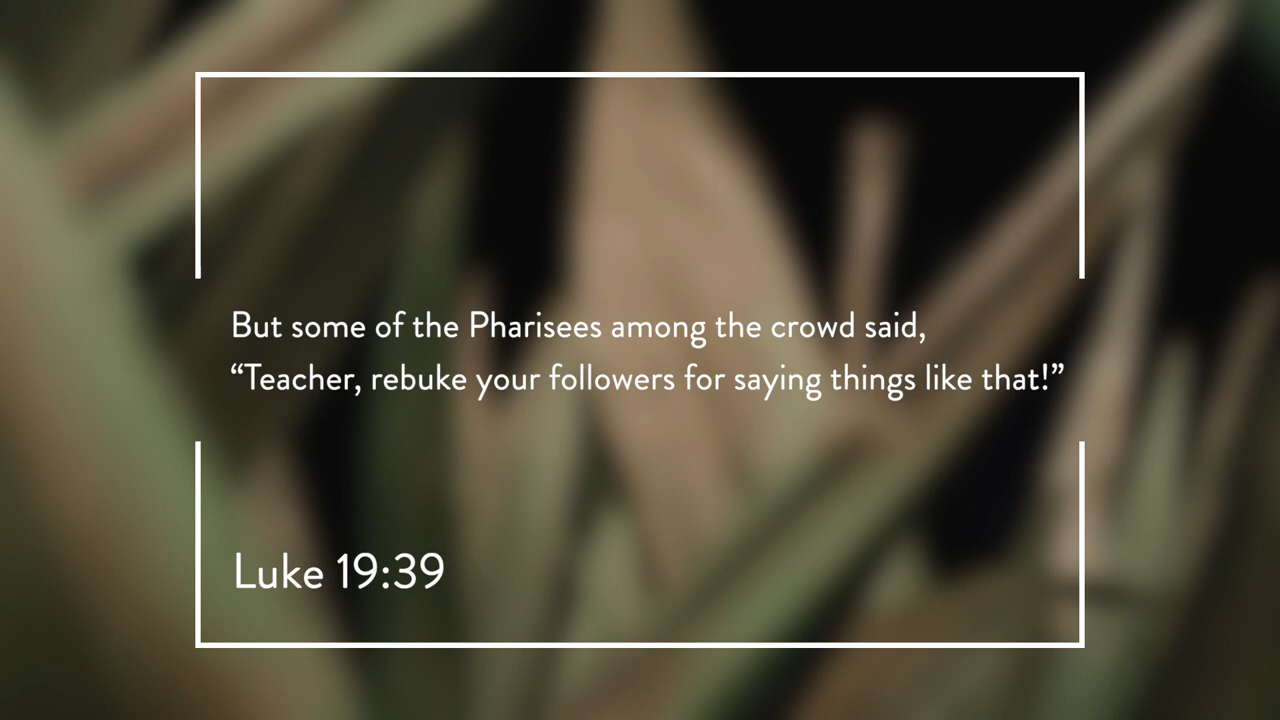 But some of the Pharisees among the crowd said,
“Teacher, rebuke your followers for saying things like that!”
Luke 19:39